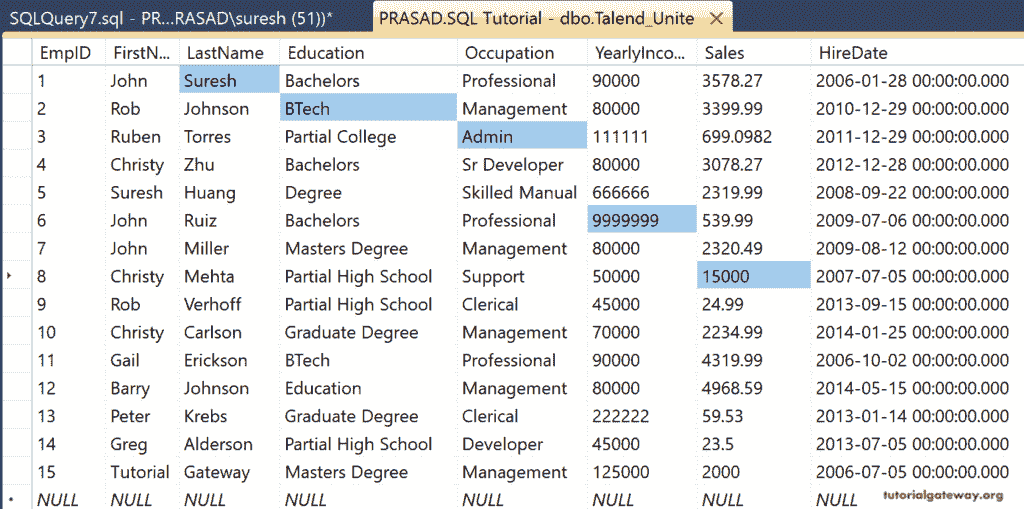 SQLQuery7.sql - PR...RASAD\suresh (51))* PRASAD.SQL Tutorial - dbo.Talend_Unite
EmpID FirstN... LastName Education Occupation YearlyInco... Sales HireDate
1 John Suresh Bachelors Professional 90000 3578.27 2006-01-28 00:00:00.000
2 Rob Johnson BTech Management 80000 3399.99 2010-12-29 00:00:00.000
3 Ruben Torres Partial College Admin 111111 699.0982 2011-12-29 00:00:00.000
4 Christy Zhu Bachelors Sr Developer 80000 3078.27 2012-12-28 00:00:00.000
5 Suresh Huang Degree Skilled Manual 666666 2319.99 2008-09-22 00:00:00.000
6 John Ruiz Bachelors Professional 9999999 539.99 2009-07-06 00:00:00.000
7 John Miller Masters Degree Management 80000 2320.49 2009-08-12 00:00:00.000
8 Christy Mehta Partial High School Support 50000 15000 2007-07-05 00:00:00.000
9 Rob Verhoff Partial High School Clerical 45000 24.99 2013-09-15 00:00:00.000
10 Christy Carlson Graduate Degree Management 70000 2234.99 2014-01-25 00:00:00.000
11 Gail Erickson BTech Professional 90000 4319.99 2006-10-02 00:00:00.000
12 Barry Johnson Education Management 80000 4968.59 2014-05-15 00:00:00.000
13 Peter Krebs Graduate Degree Clerical 222222 59.53 2013-01-14 00:00:00.000
14 Greg Alderson Partial High School Developer 45000 23.5 2013-07-05 00:00:00.000
15 Tutorial Gateway Masters Degree Management 125000 2000 2006-07-05 00:00:00.000
NULL NULL NULL NULL NULL NULL NULL NULL
tutorialgateway.org